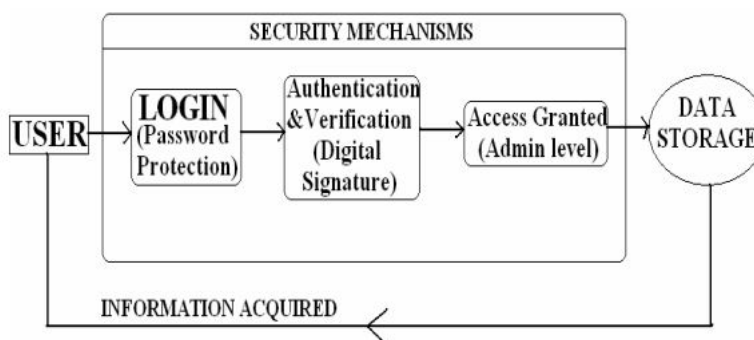 SECURITY MECHANISMS
USER
LOGIN
(Password
Protection)
Authentication
&Verification
(Digital
Signature)
Access Granted
(Admin level)
DATA
STORAGE
INFORMATION ACQUIRED